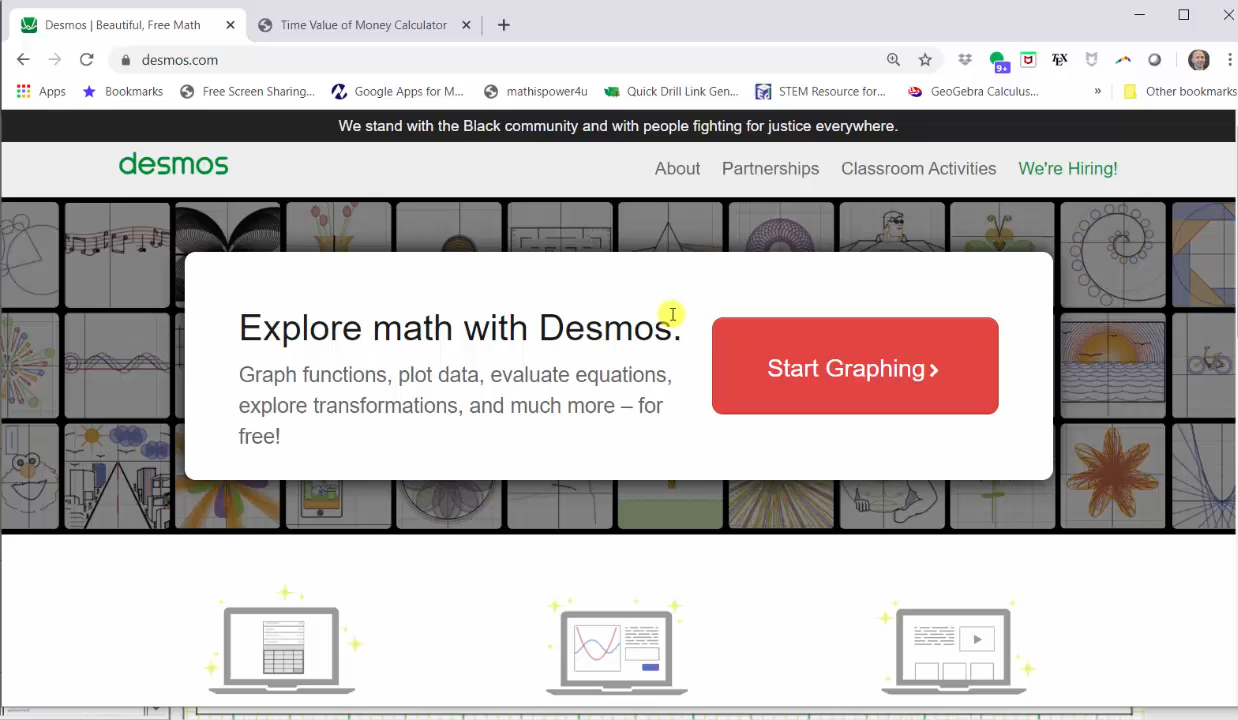 Desmos | Beautiful, Free Math
Time Value of Money Calculator
desmos.com
9+
TEX
Apps
Bookmarks
Free Screen Sharing...
Google Apps for M...
mathispower4u
Quick Drill Link Gen...
STEM Resource for...
GeoGebra Calculus...
»
Other bookmarks
We stand with the Black community and with people fighting for justice everywhere.
desmos
About
Partnerships
Classroom Activities
We're Hiring!
Explore math with Desmos.
Graph functions, plot data, evaluate equations,
explore transformations, and much more – for
free!
Start Graphing